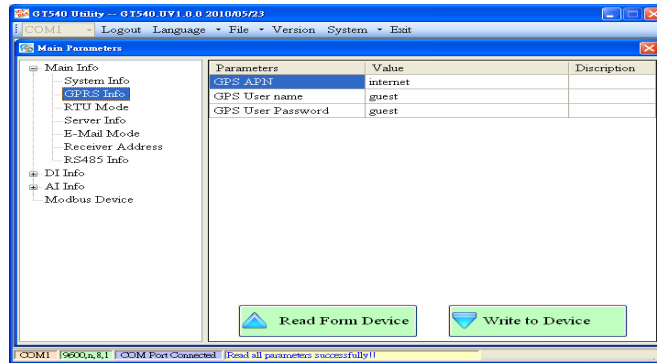 GT540 Utility -- GT540.UV1.0.0 2010/05/23
COM1 Logout Language File Version System Exit
Main Parameters
Main Info
System Info
GPRS Info
RTU Mode
Server Info
E-Mail Mode
Receiver Address
RS485 Info
DI Info
AI Info
Modbus Device
Parameters Value Discription
GPS APN internet
GPS User name guest
GPS User Password guest
Read Form Device Write to Device
COM1 9600,n,8,1 COM Port Connected Read all parameters successfully!!